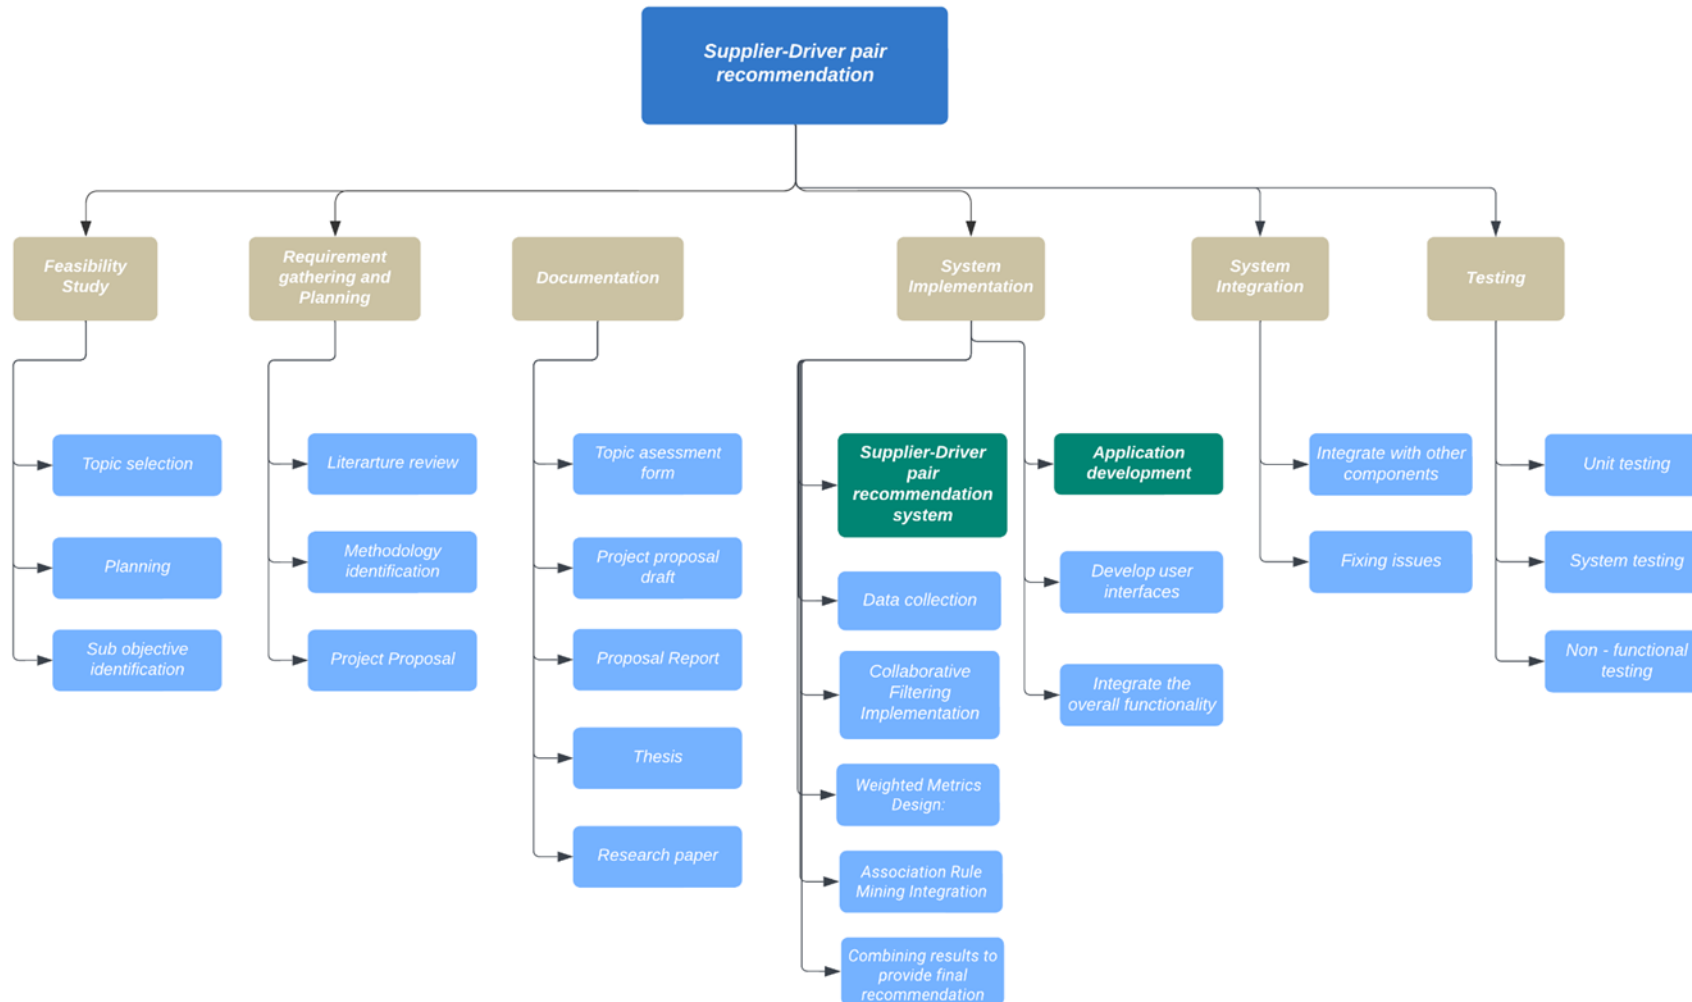 Supplier-Driver pair
recommendation
Feasibility
Study
Requirement
gathering and
Planning
Documentation
System
Implementation
System
Integration
Testing
Topic selection
Planning
Sub objective
identification
Literarture review
Methodology
identification
Project Proposal
Topic asessment
form
Project proposal
draft
Proposal Report
Thesis
Research paper
Supplier-Driver
pair
recommendation
system
Data collection
Collaborative
Filtering
Implementation
Weighted Metrics
Design:
Association Rule
Mining Integration
Combining results to
provide final
recommendation
Application
development
Develop user
interfaces
Integrate the
overall functionality
Integrate with other
components
Fixing issues
Unit testing
System testing
Non - functional
testing